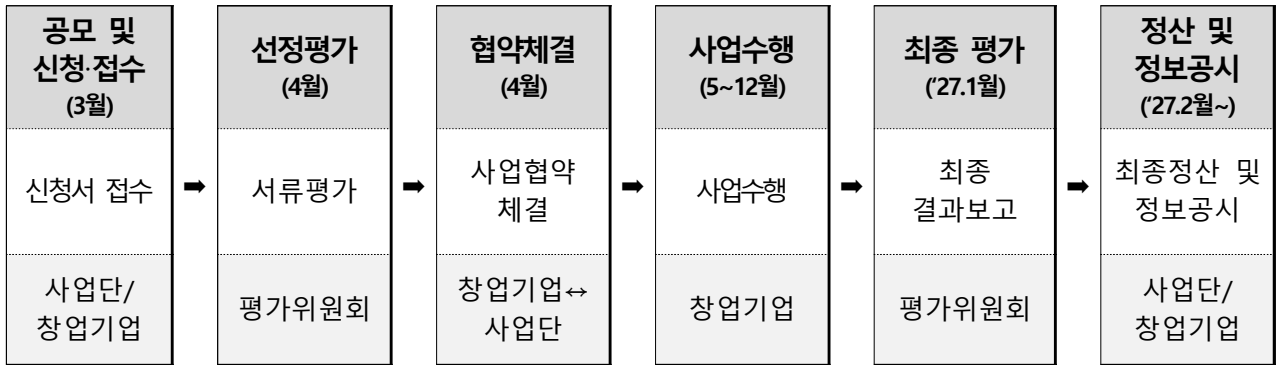 공모 및
신청·접수
(3월)
신청서 접수
사업단/
창업기업
➡
선정평가
(4월)
서류평가
평가위원회
➡
협약체결
(4월)
사업협약
체결
창업기업↔
사업단
➡
사업수행
(5~12월)
사업수행
창업기업
➡
최종 평가
(‘27.1월)
최종
결과보고
평가위원회
➡
정산 및
정보공시
(‘27.2월~)
최종정산 및
정보공시
사업단/
창업기업